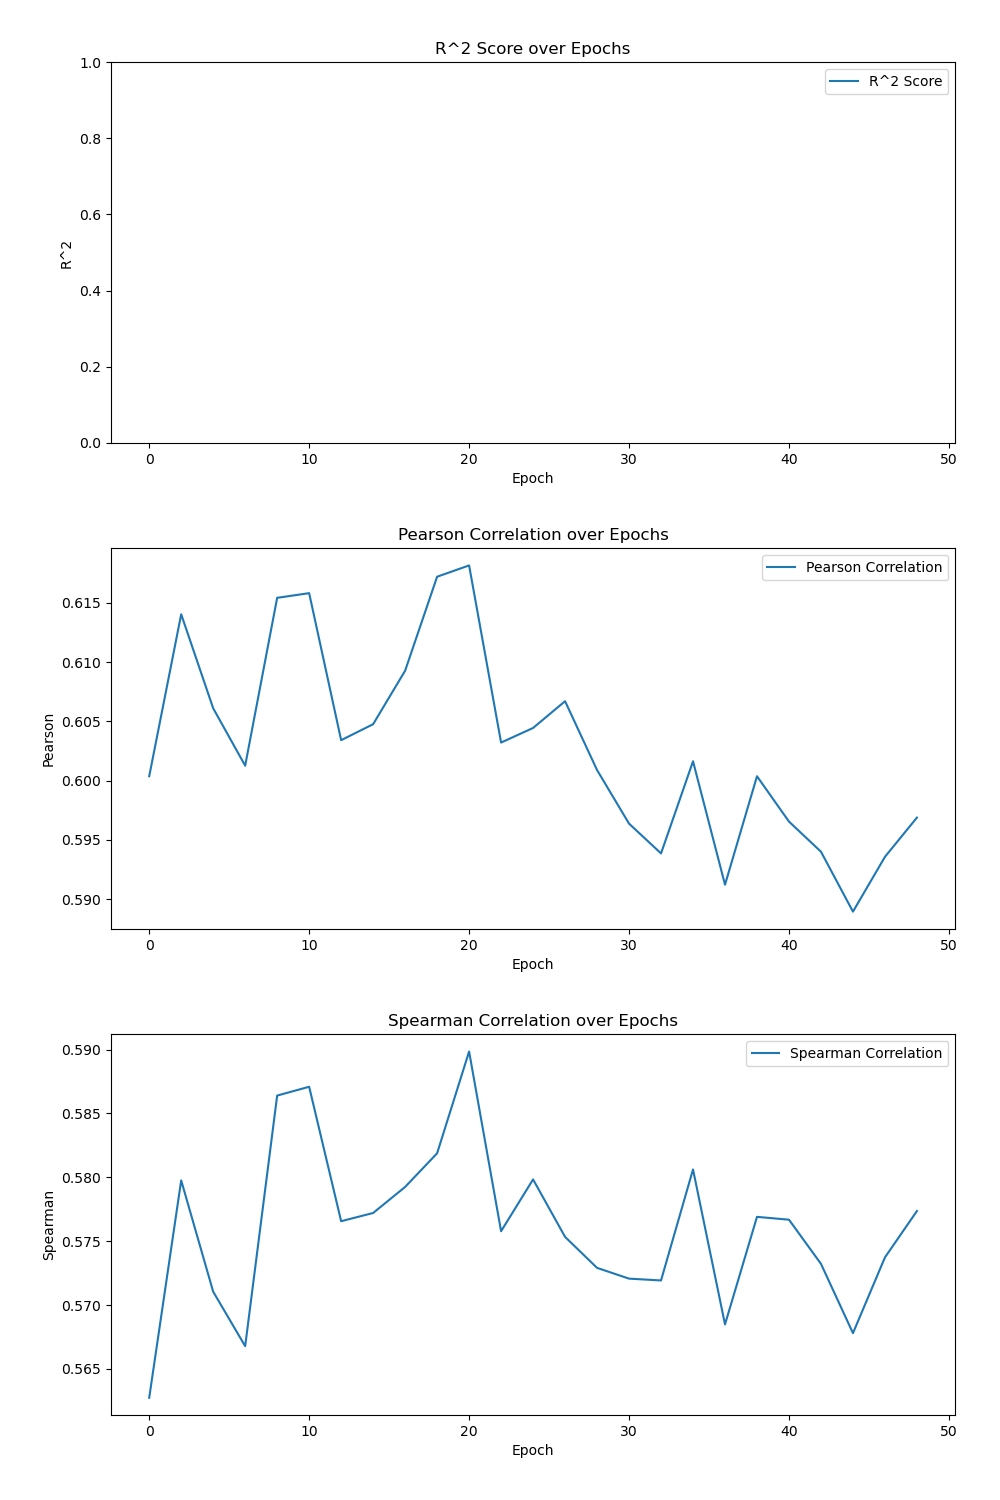 R^2 Score over Epochs
R^2 Score
1.0
0.8
0.6
0.4
0.2
0.0
R^2
0 10 20 30 40 50
Epoch
Pearson Correlation over Epochs
Pearson Correlation
0.615
0.610
0.605
0.600
0.595
0.590
Pearson
0 10 20 30 40 50
Epoch
Spearman Correlation over Epochs
Spearman Correlation
0.590
0.585
0.580
0.575
0.570
0.565
Spearman
0 10 20 30 40 50
Epoch